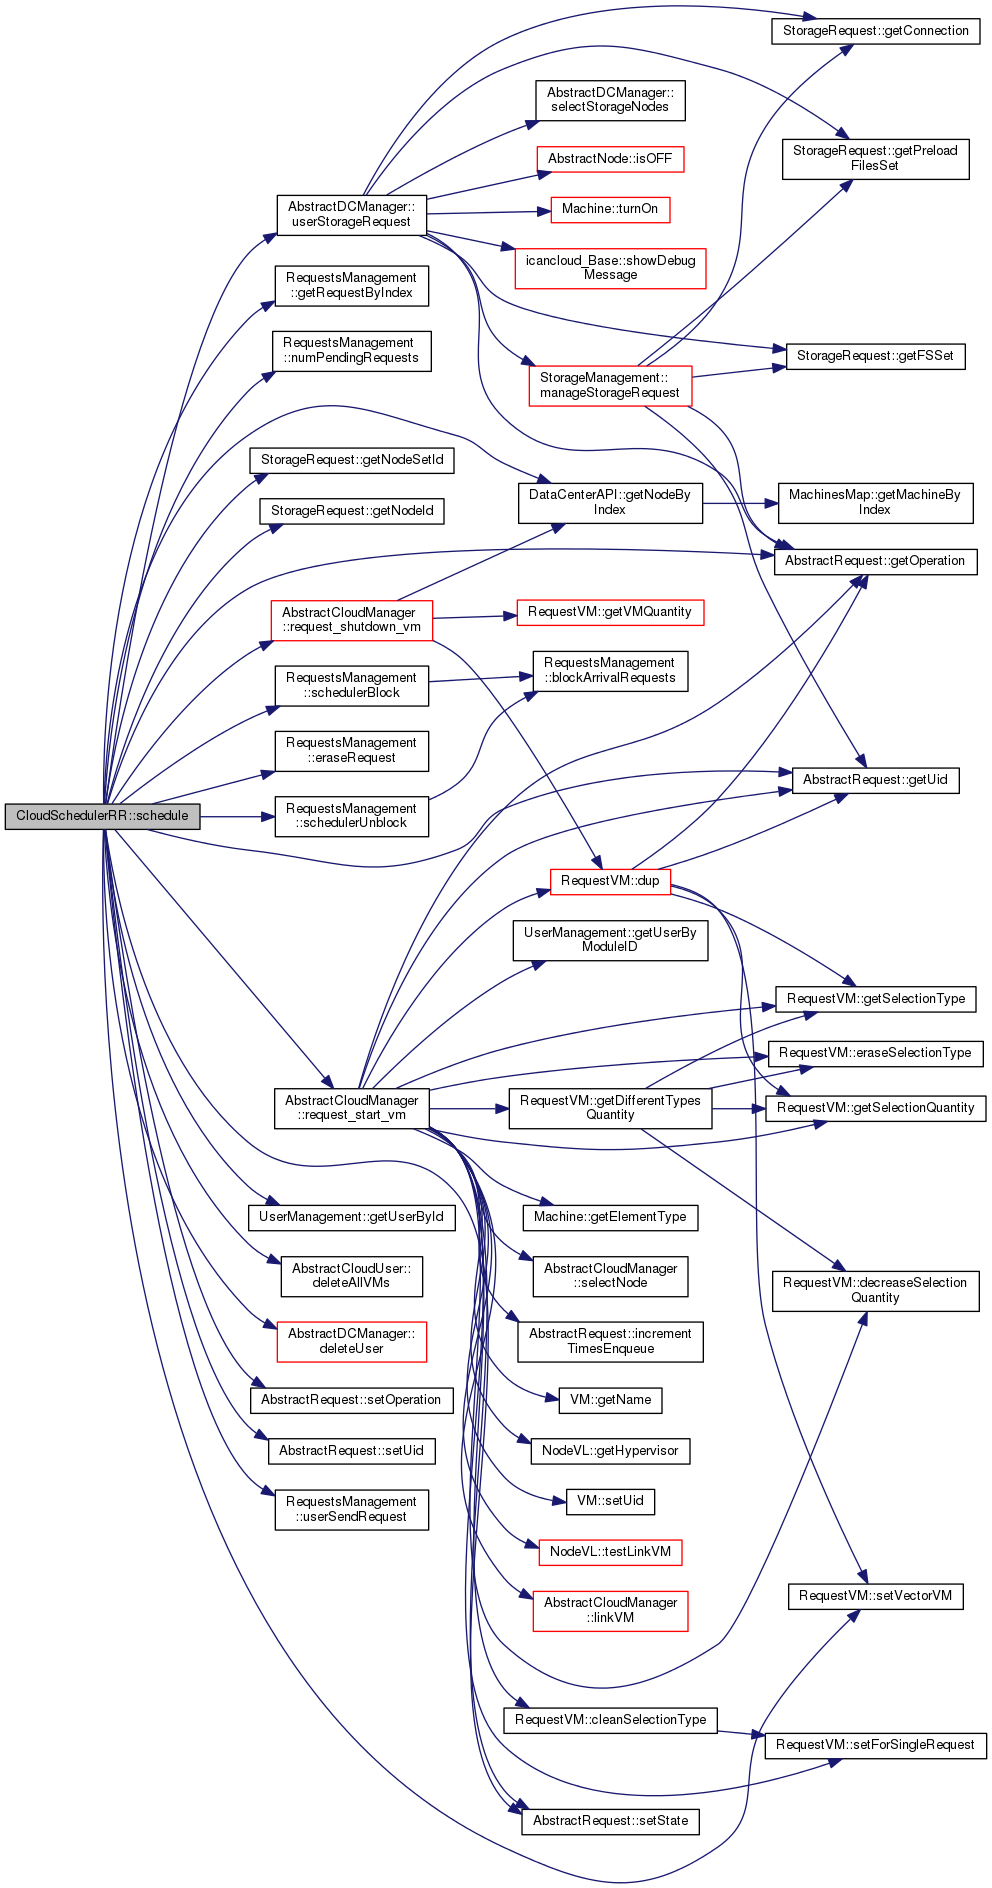 StorageRequest::getConnection
AbstractDCManager::
selectStorageNodes
StorageRequest::getPreload
FilesSet
AbstractNode::isOFF
AbstractDCManager::
userStorageRequest
Machine::turnOn
icancloud_Base::showDebug
Message
RequestsManagement
::getRequestByIndex
RequestsManagement
::numPendingRequests
StorageRequest::getFSSet
StorageManagement::
manageStorageRequest
StorageRequest::getNodeSetId
DataCenterAPI::getNodeBy
Index
MachinesMap::getMachineBy
Index
StorageRequest::getNodeId
AbstractRequest::getOperation
AbstractCloudManager
::request_shutdown_vm
RequestVM::getVMQuantity
RequestsManagement
::schedulerBlock
RequestsManagement
::blockArrivalRequests
RequestsManagement
::eraseRequest
AbstractRequest::getUid
CloudSchedulerRR::schedule
RequestsManagement
::schedulerUnblock
RequestVM::dup
UserManagement::getUserBy
ModuleID
RequestVM::getSelectionType
RequestVM::eraseSelectionType
AbstractCloudManager
::request_start_vm
RequestVM::getDifferentTypes
Quantity
RequestVM::getSelectionQuantity
UserManagement::getUserById
Machine::getElementType
AbstractCloudUser::
deleteAllVMs
AbstractCloudManager
::selectNode
RequestVM::decreaseSelection
Quantity
AbstractDCManager::
deleteUser
AbstractRequest::increment
TimesEnqueue
AbstractRequest::setOperation
VM::getName
AbstractRequest::setUid
NodeVL::getHypervisor
RequestsManagement
::userSendRequest
VM::setUid
NodeVL::testLinkVM
AbstractCloudManager
::linkVM
RequestVM::setVectorVM
RequestVM::cleanSelectionType
RequestVM::setForSingleRequest
AbstractRequest::setState